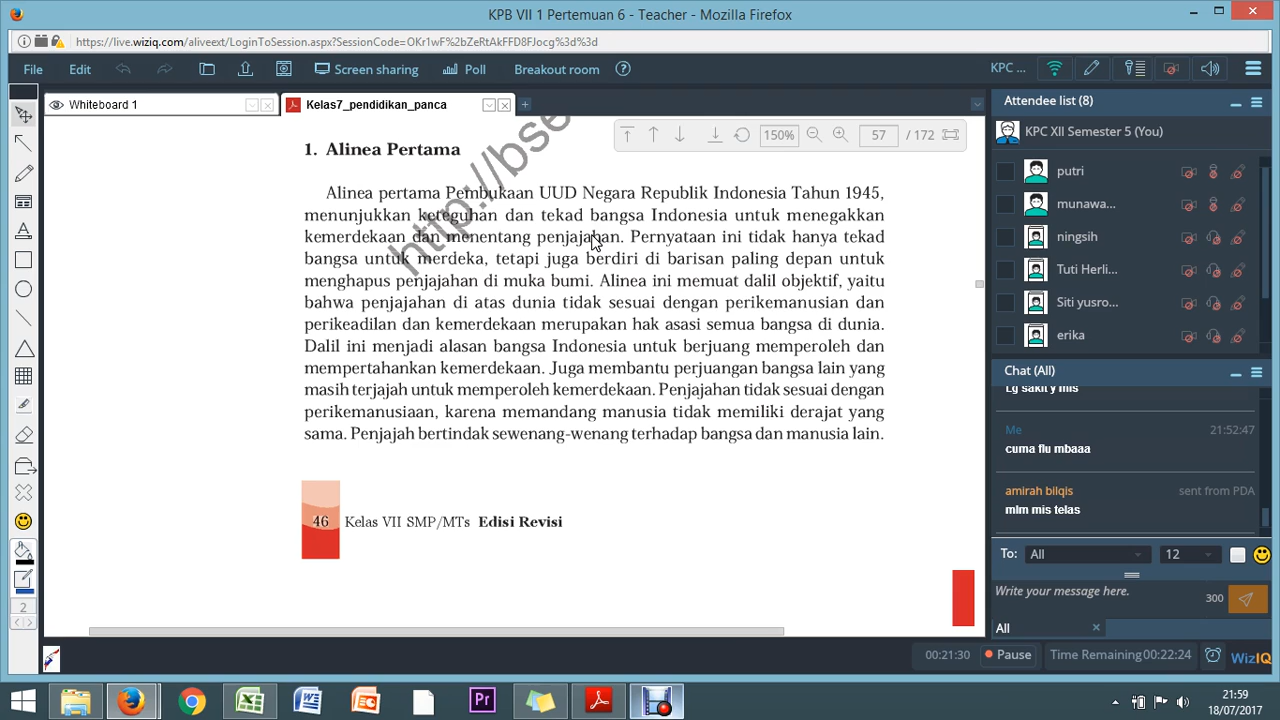 KPB VII 1 Pertemuan 6 - Teacher - Mozilla Firefox
https://live.wiziq.com/aliveext/LoginToSession.aspx?SessionCode=OKr1wF%2bZeRtAkFFD8FJocg%3d%3d
File Edit Screen sharing Poll Breakout room ? KPC ...
Whiteboard 1 Kelas7_pendidikan_panca
150% 57 / 172
http://bse
1. Alinea Pertama
Alinea pertama Pembukaan UUD Negara Republik Indonesia Tahun 1945,
menunjukkan keteguhan dan tekad bangsa Indonesia untuk menegakkan
kemerdekaan dan menentang penjajahan. Pernyataan ini tidak hanya tekad
bangsa untuk merdeka, tetapi juga berdiri di barisan paling depan untuk
menghapus penjajahan di muka bumi. Alinea ini memuat dalil objektif, yaitu
bahwa penjajahan di atas dunia tidak sesuai dengan perikemanusian dan
perikeadilan dan kemerdekaan merupakan hak asasi semua bangsa di dunia.
Dalil ini menjadi alasan bangsa Indonesia untuk berjuang memperoleh dan
mempertahankan kemerdekaan. Juga membantu perjuangan bangsa lain yang
masih terjajah untuk memperoleh kemerdekaan. Penjajahan tidak sesuai dengan
perikemanusiaan, karena memandang manusia tidak memiliki derajat yang
sama. Penjajah bertindak sewenang-wenang terhadap bangsa dan manusia lain.
46 Kelas VII SMP/MTs Edisi Revisi
2
Attendee list (8)
KPC XII Semester 5 (You)
putri
munawa...
ningsih
Tuti Herli...
Siti yusro...
erika
Chat (All)
Lg sakit y mis
Me 21:52:47
cuma flu mbaaa
amirah bilqis sent from PDA
mlm mis telas
To: All 12
Write your message here. 300
All
00:21:30 Pause Time Remaining 00:22:24 WizIQ
Pr
21:59
18/07/2017